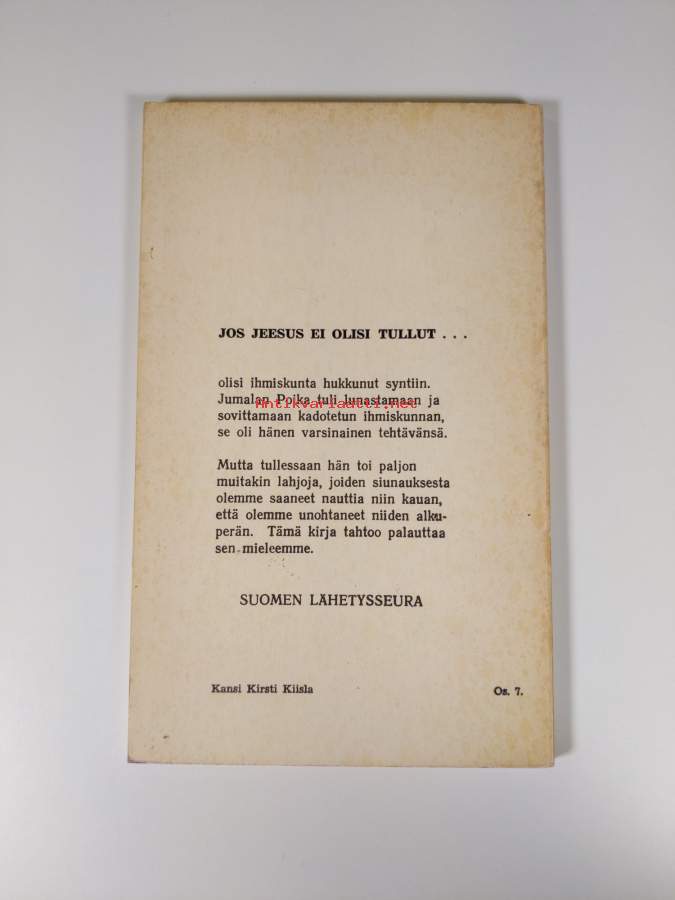 JOS JEESUS EI OLISI TULLUT . . .
olisi ihmiskunta hukkunut syntiin.
Jumalan Poika tuli lunastamaan ja
Antikvariaatti.net
sovittamaan kadotetun ihmiskunnan,
se oli hänen varsinainen tehtävänsä.
Mutta tullessaan hän toi paljon
muitakin lahjoja, joiden siunauksesta
olemme saaneet nauttia niin kauan,
että olemme unohtaneet niiden alku-
perän. Tämä kirja tahtoo palauttaa
sen mieleemme.
SUOMEN LÄHETYSSEURA
Kansi Kirsti Kiisla
Os. 7.